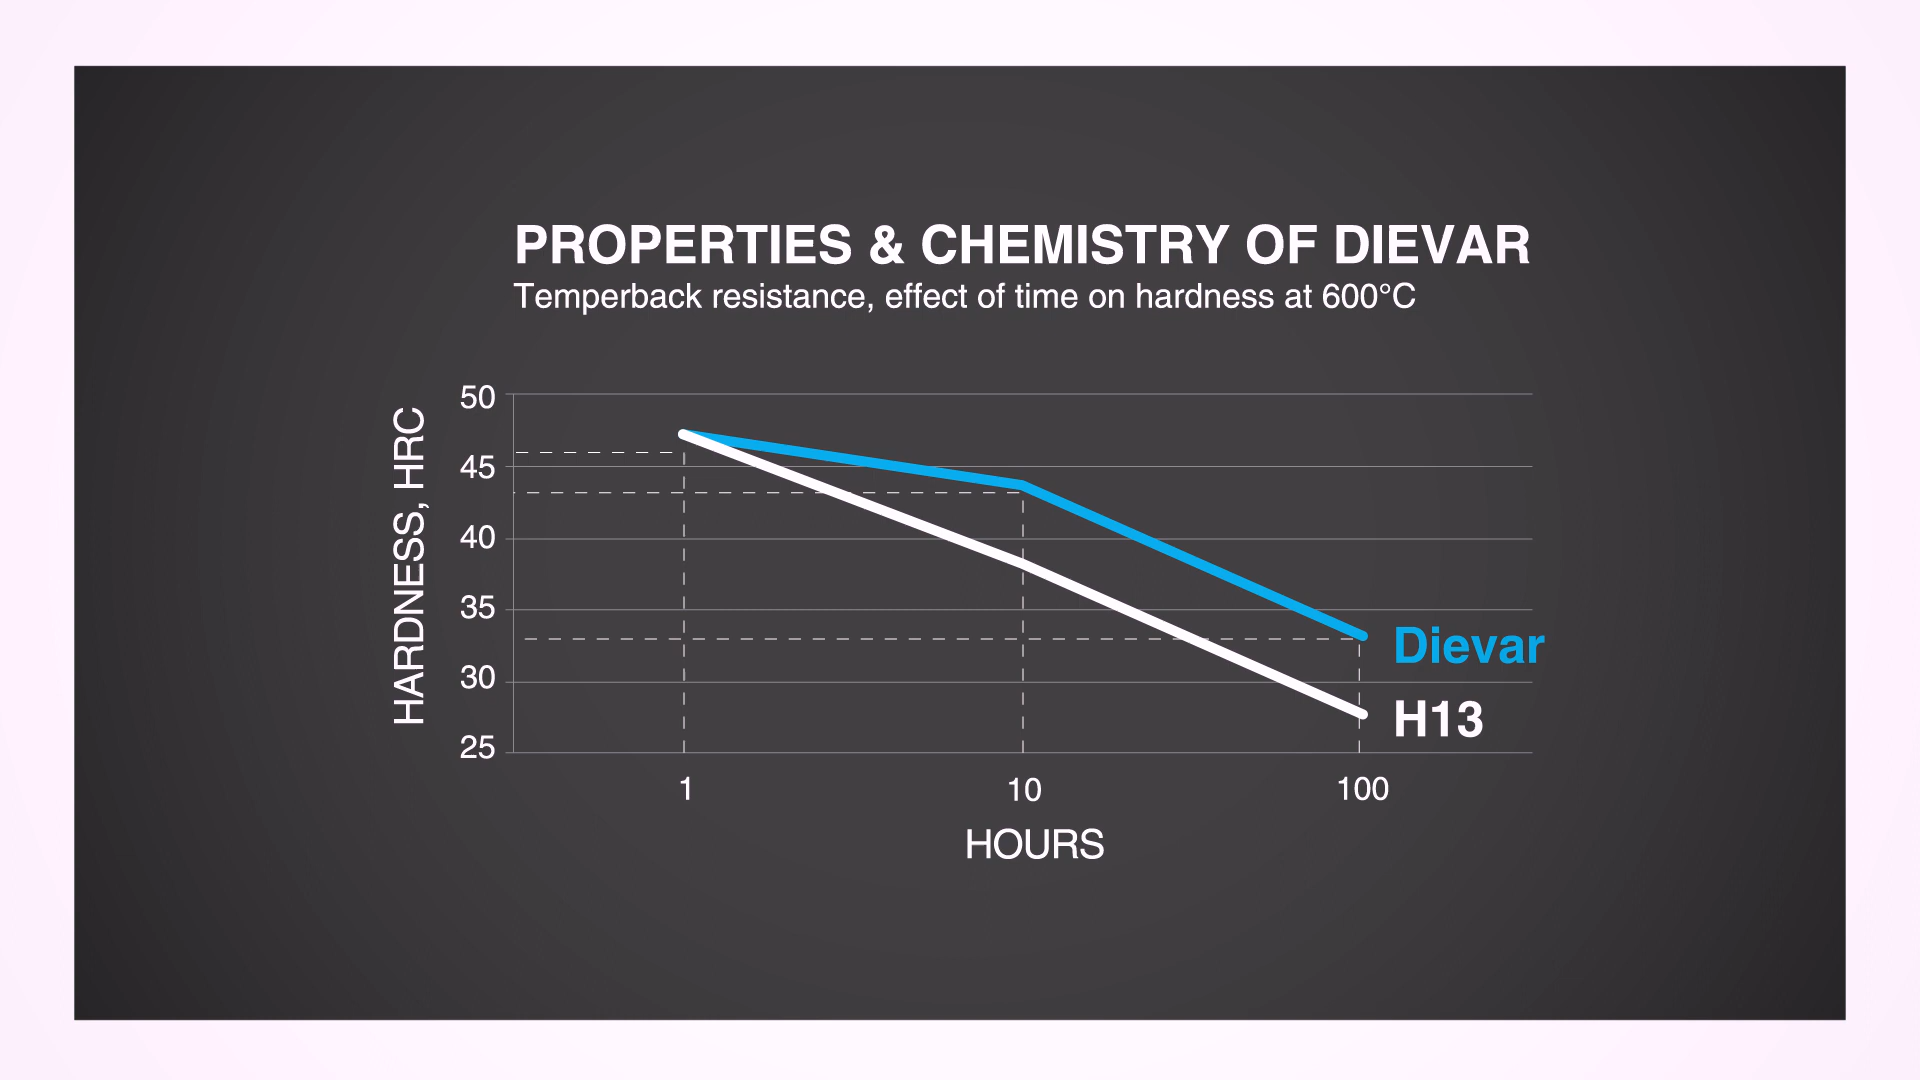 PROPERTIES & CHEMISTRY OF DIEVAR
Temperback resistance, effect of time on hardness at 600°C
HARDNESS, HRC
50
45
40
35
30
25
Dievar
H13
1 10 100
HOURS